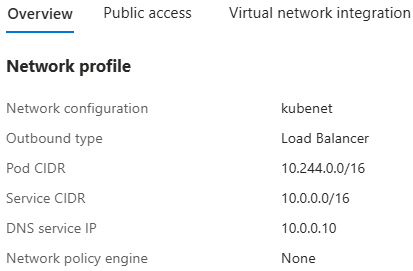 Overview Public access Virtual network integration
Network profile
Network configuration kubenet
Outbound type Load Balancer
Pod CIDR 10.244.0.0/16
Service CIDR 10.0.0.0/16
DNS service IP 10.0.0.10
Network policy engine None